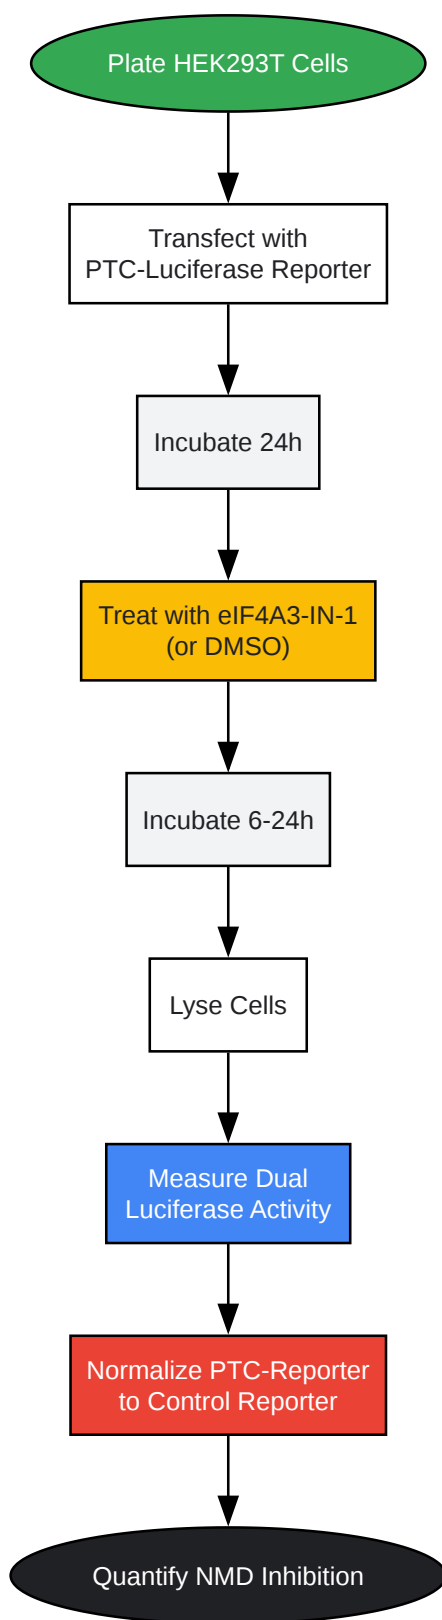 Plate HEK293T Cells
Transfect with
PTC-Luciferase Reporter
Incubate 24h
Treat with eIF4A3-IN-1
(or DMSO)
Incubate 6-24h
Lyse Cells
Measure Dual
Luciferase Activity
Normalize PTC-Reporter
to Control Reporter
Quantify NMD Inhibition